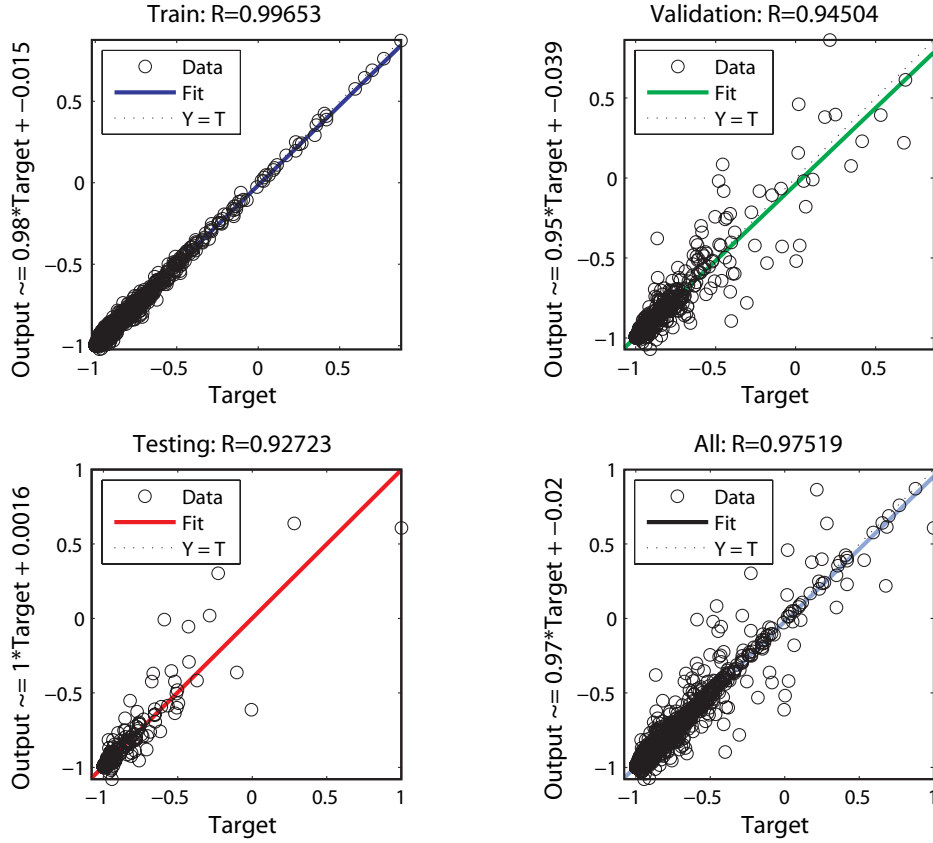 Train: R=0.99653
Output ~= 0.98*Target + −0.015
0.5
0
−0.5
−1
Data
Fit
Y = T
−1 −0.5 0 0.5
Target
Validation: R=0.94504
Output ~= 0.95*Target + −0.039
0.5
0
−0.5
−1
Data
Fit
Y = T
−1 −0.5 0 0.5
Target
Testing: R=0.92723
Output ~= 1*Target + 0.0016
1
0.5
0
−0.5
−1
Data
Fit
Y = T
−1 −0.5 0 0.5 1
Target
All: R=0.97519
Output ~= 0.97*Target + −0.02
1
0.5
0
−0.5
−1
Data
Fit
Y = T
−1 −0.5 0 0.5 1
Target